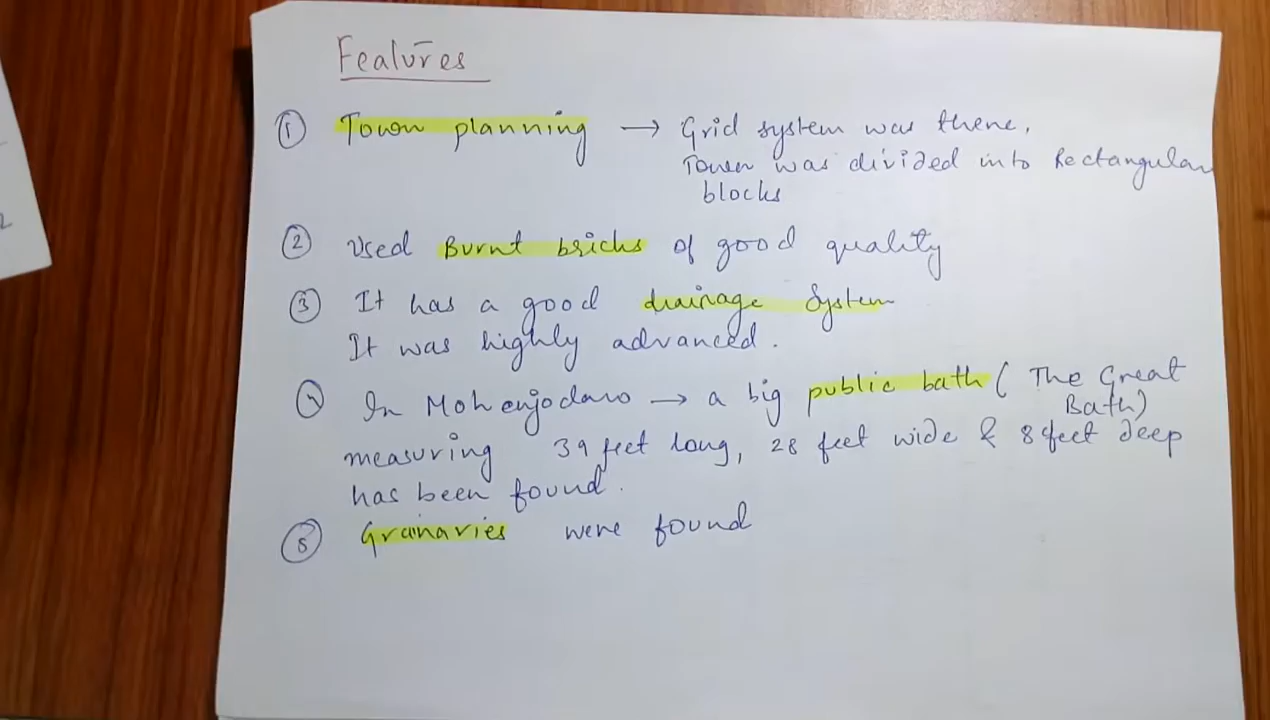 Features
① Town planning → Grid system was there,
Town was divided into Rectangular
blocks
② Used Burnt bricks of good quality
③ It has a good drainage System
It was highly advanced.
④ In Mohenjodaro → a big public bath ( The Great
Bath)
measuring 39 feet long, 28 feet wide & 8 feet deep
has been found.
⑤ Granaries were found
2